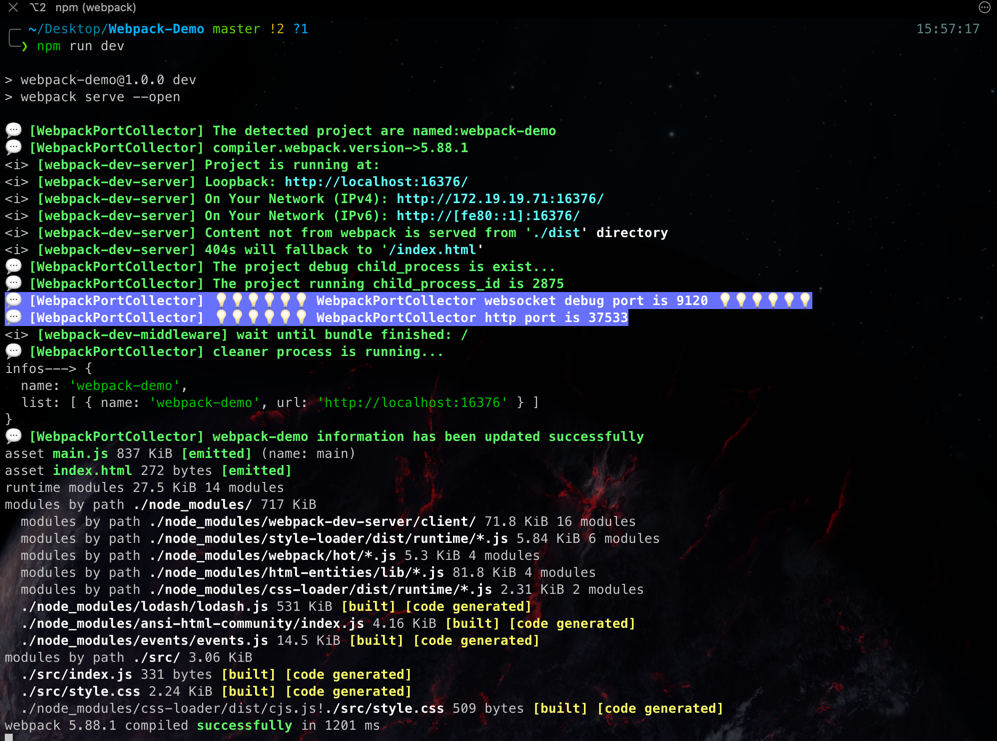 ⌥2 npm (webpack)
~/Desktop/Webpack-Demo master !2 ?1 15:57:17
❯ npm run dev
> webpack-demo@1.0.0 dev
> webpack serve --open
💬 [WebpackPortCollector] The detected project are named:webpack-demo
💬 [WebpackPortCollector] compiler.webpack.version->5.88.1
<i> [webpack-dev-server] Project is running at:
<i> [webpack-dev-server] Loopback: http://localhost:16376/
<i> [webpack-dev-server] On Your Network (IPv4): http://172.19.19.71:16376/
<i> [webpack-dev-server] On Your Network (IPv6): http://[fe80::1]:16376/
<i> [webpack-dev-server] Content not from webpack is served from './dist' directory
<i> [webpack-dev-server] 404s will fallback to '/index.html'
💬 [WebpackPortCollector] The project debug child_process is exist...
💬 [WebpackPortCollector] The project running child_process_id is 2875
💬 [WebpackPortCollector] 💡💡💡💡💡💡 WebpackPortCollector websocket debug port is 9120 💡💡💡💡💡💡
💬 [WebpackPortCollector] 💡💡💡💡💡💡 WebpackPortCollector http port is 37533
<i> [webpack-dev-middleware] wait until bundle finished: /
💬 [WebpackPortCollector] cleaner process is running...
infos---> {
  name: 'webpack-demo',
  list: [ { name: 'webpack-demo', url: 'http://localhost:16376' } ]
}
💬 [WebpackPortCollector] webpack-demo information has been updated successfully
asset main.js 837 KiB [emitted] (name: main)
asset index.html 272 bytes [emitted]
runtime modules 27.5 KiB 14 modules
modules by path ./node_modules/ 717 KiB
  modules by path ./node_modules/webpack-dev-server/client/ 71.8 KiB 16 modules
  modules by path ./node_modules/style-loader/dist/runtime/*.js 5.84 KiB 6 modules
  modules by path ./node_modules/webpack/hot/*.js 5.3 KiB 4 modules
  modules by path ./node_modules/html-entities/lib/*.js 81.8 KiB 4 modules
  modules by path ./node_modules/css-loader/dist/runtime/*.js 2.31 KiB 2 modules
  ./node_modules/lodash/lodash.js 531 KiB [built] [code generated]
  ./node_modules/ansi-html-community/index.js 4.16 KiB [built] [code generated]
  ./node_modules/events/events.js 14.5 KiB [built] [code generated]
modules by path ./src/ 3.06 KiB
  ./src/index.js 331 bytes [built] [code generated]
  ./src/style.css 2.24 KiB [built] [code generated]
  ./node_modules/css-loader/dist/cjs.js!./src/style.css 509 bytes [built] [code generated]
webpack 5.88.1 compiled successfully in 1201 ms